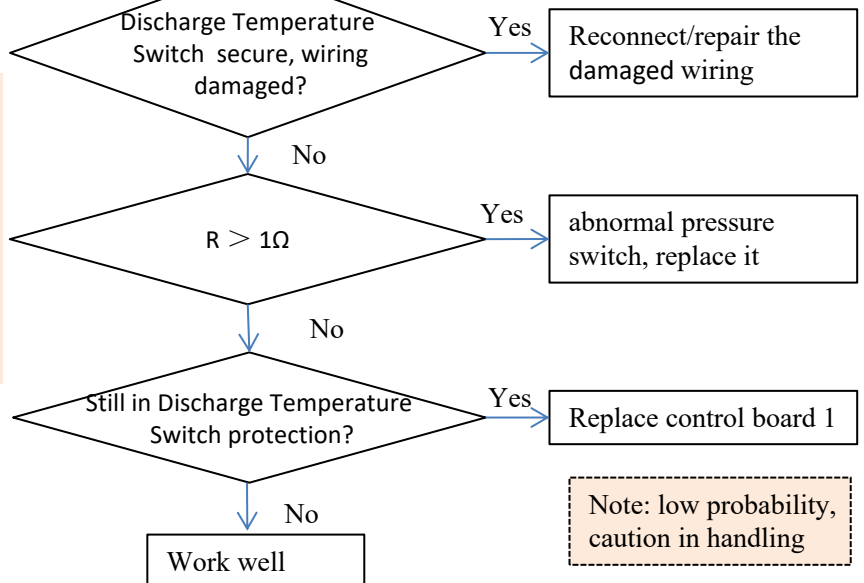 Discharge Temperature
Switch secure, wiring
damaged?
Yes
Reconnect/repair the
damaged wiring
No
R ＞ 1Ω
Yes
abnormal pressure
switch, replace it
No
Still in Discharge Temperature
Switch protection?
Yes
Replace control board 1
Note: low probability,
caution in handling
No
Work well